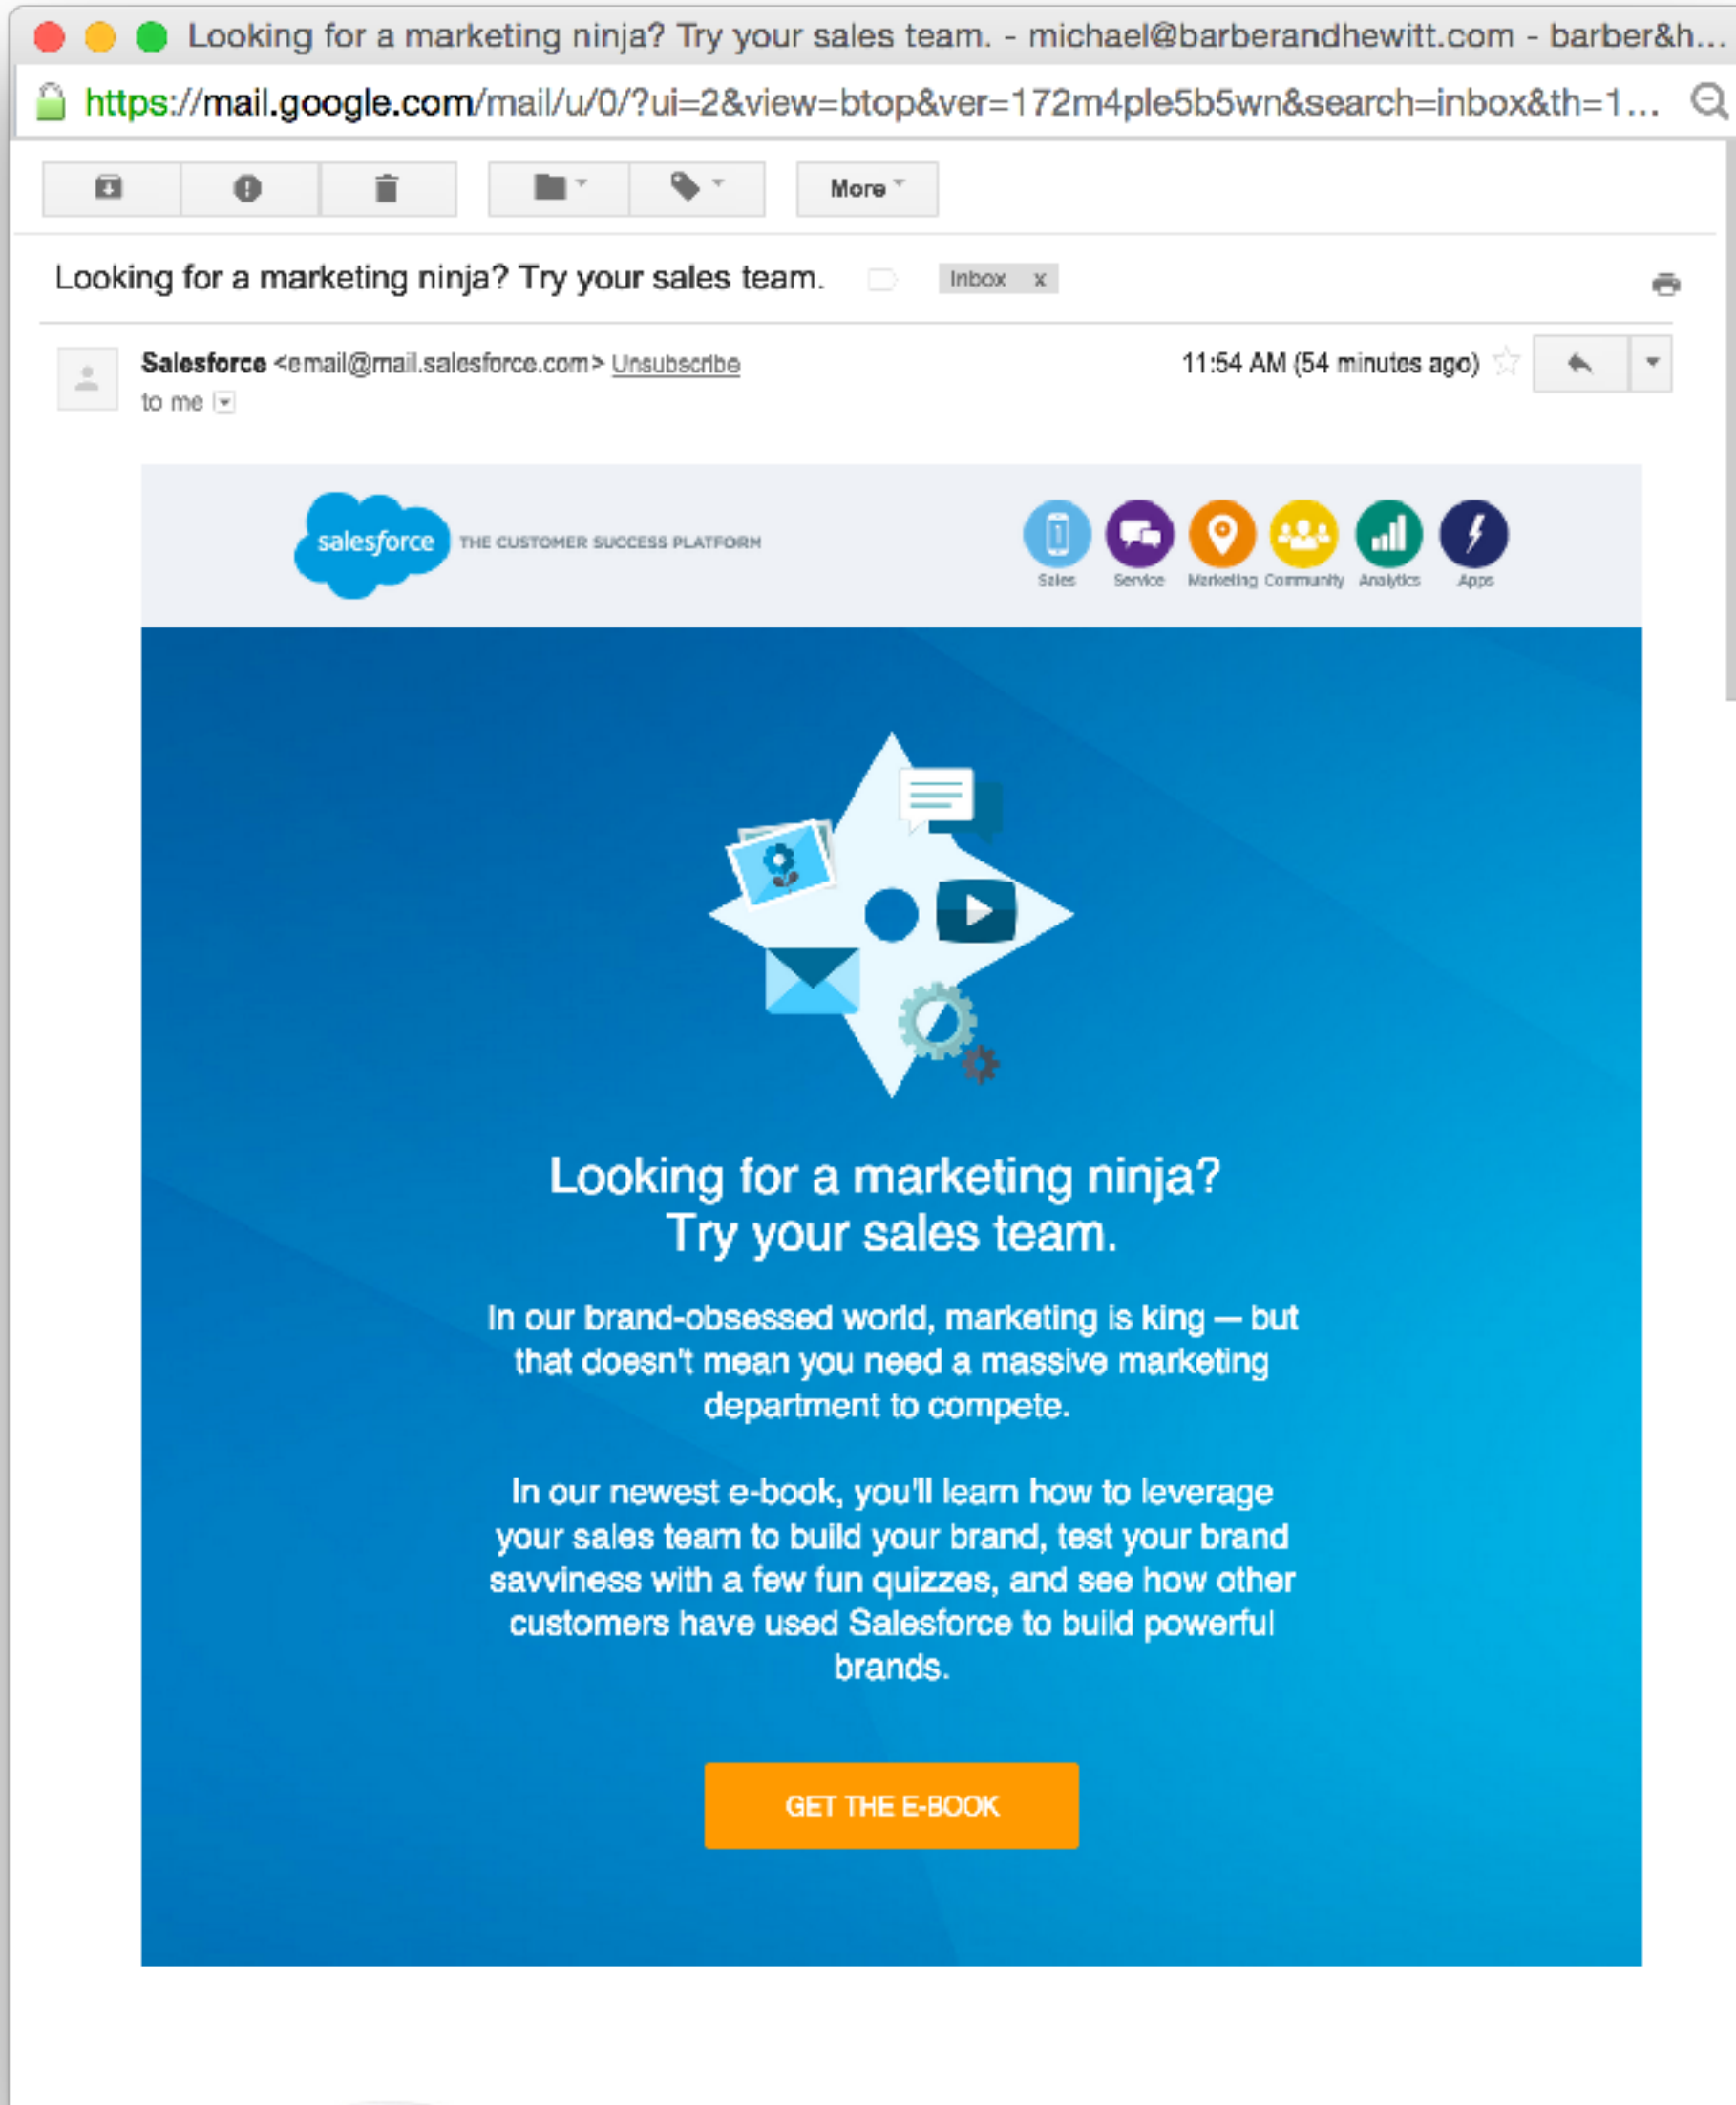 Looking for a marketing ninja? Try your sales team. - michael@barberandhewitt.com - barber&h...
https://mail.google.com/mail/u/0/?ui=2&view=btop&ver=172m4ple5b5wn&search=inbox&th=1...
More
Looking for a marketing ninja? Try your sales team. Inbox x
Salesforce <email@mail.salesforce.com> Unsubscribe 11:54 AM (54 minutes ago)
to me
salesforce THE CUSTOMER SUCCESS PLATFORM
Sales Service Marketing Community Analytics Apps
Looking for a marketing ninja?
Try your sales team.
In our brand-obsessed world, marketing is king — but
that doesn't mean you need a massive marketing
department to compete.
In our newest e-book, you'll learn how to leverage
your sales team to build your brand, test your brand
savviness with a few fun quizzes, and see how other
customers have used Salesforce to build powerful
brands.
GET THE E-BOOK